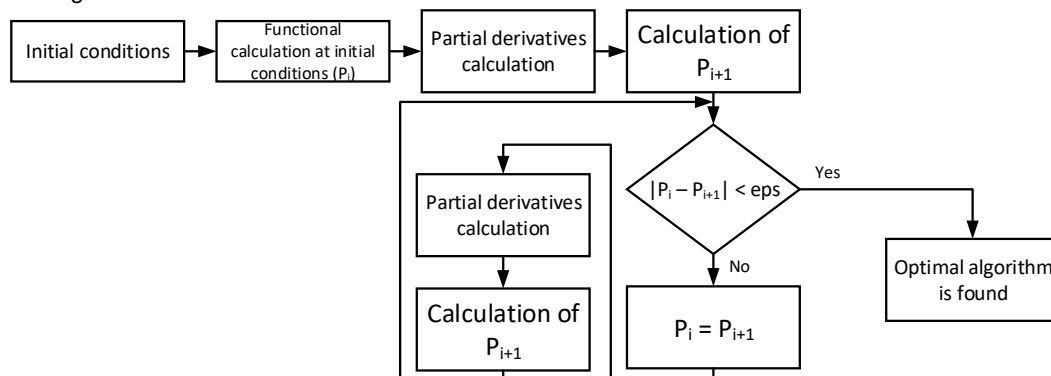 Initial conditions
Functional
calculation at initial
conditions (Pᵢ)
Partial derivatives
calculation
Calculation of
Pᵢ₊₁
|Pᵢ – Pᵢ₊₁| < eps
Yes
No
Partial derivatives
calculation
Calculation of
Pᵢ₊₁
Pᵢ = Pᵢ₊₁
Optimal algorithm
is found